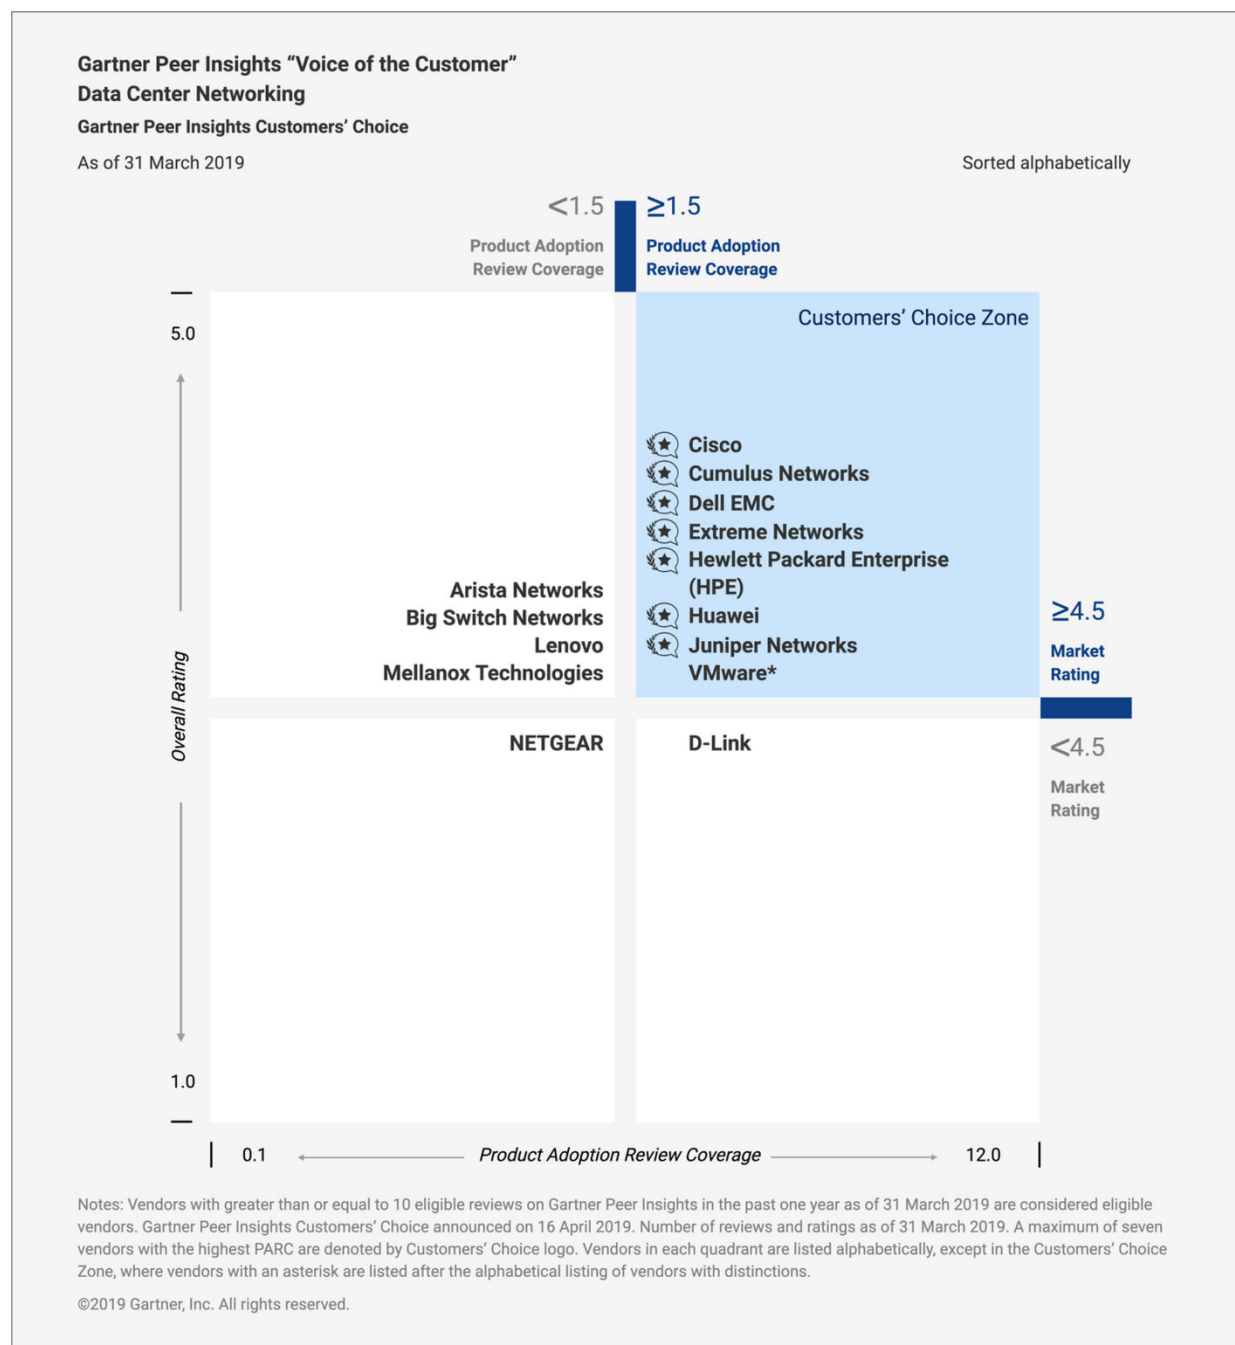 Gartner Peer Insights “Voice of the Customer”
Data Center Networking
Gartner Peer Insights Customers’ Choice
As of 31 March 2019
Sorted alphabetically
<1.5
Product Adoption
Review Coverage
≥1.5
Product Adoption
Review Coverage
5.0
Customers’ Choice Zone
Arista Networks
Big Switch Networks
Lenovo
Mellanox Technologies
Cisco
Cumulus Networks
Dell EMC
Extreme Networks
Hewlett Packard Enterprise
(HPE)
Huawei
Juniper Networks
VMware*
≥4.5
Market
Rating
Overall Rating
NETGEAR
D-Link
<4.5
Market
Rating
1.0
0.1
Product Adoption Review Coverage
12.0
Notes: Vendors with greater than or equal to 10 eligible reviews on Gartner Peer Insights in the past one year as of 31 March 2019 are considered eligible
vendors. Gartner Peer Insights Customers’ Choice announced on 16 April 2019. Number of reviews and ratings as of 31 March 2019. A maximum of seven
vendors with the highest PARC are denoted by Customers’ Choice logo. Vendors in each quadrant are listed alphabetically, except in the Customers’ Choice
Zone, where vendors with an asterisk are listed after the alphabetical listing of vendors with distinctions.
©2019 Gartner, Inc. All rights reserved.